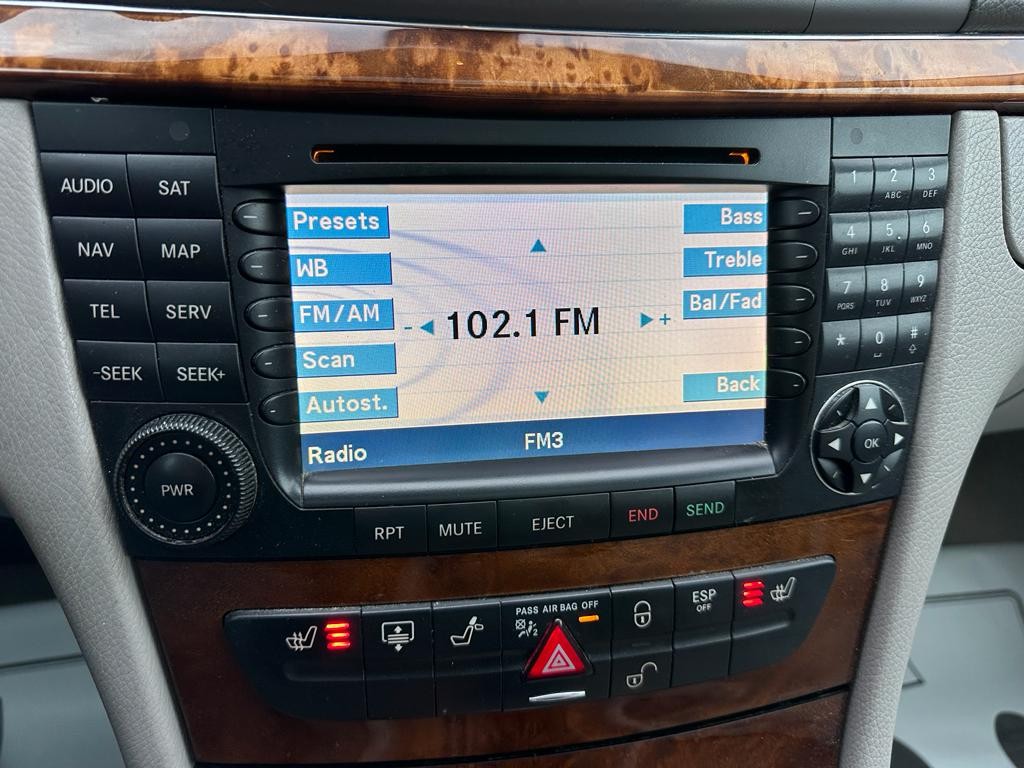 AUDIO SAT
NAV MAP
TEL SERV
-SEEK SEEK+
PWR
Presets
WB
FM/AM
Scan
Autost.
- 102.1 FM +
Bass
Treble
Bal/Fad
Back
Radio FM3
1 2 ABC 3 DEF
4 GHI 5 JKL 6 MNO
7 PQRS 8 TUV 9 WXYZ
* 0 #
OK
RPT MUTE EJECT END SEND
PASS AIR BAG OFF
2
ESP
OFF